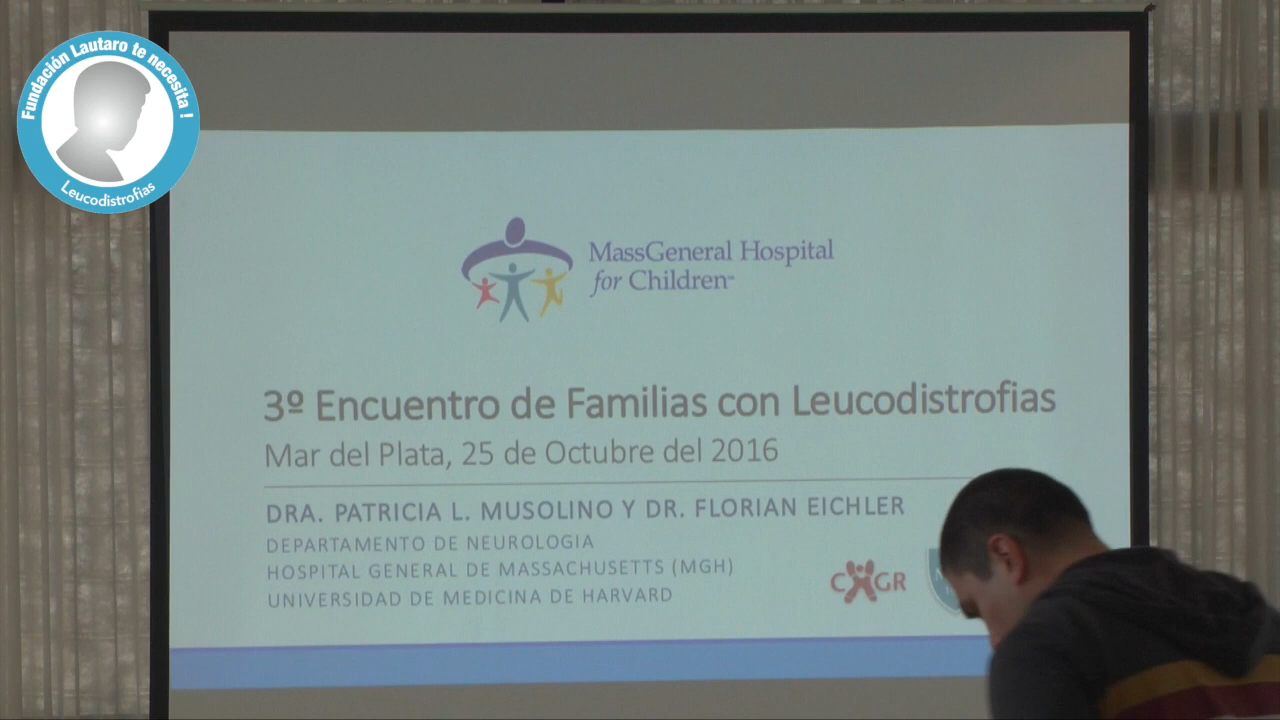 Fundación Lautaro te necesita !
Leucodistrofias
MassGeneral Hospital
for Children™
3º Encuentro de Familias con Leucodistrofias
Mar del Plata, 25 de Octubre del 2016
DRA. PATRICIA L. MUSOLINO Y DR. FLORIAN EICHLER
DEPARTAMENTO DE NEUROLOGIA
HOSPITAL GENERAL DE MASSACHUSETTS (MGH)
UNIVERSIDAD DE MEDICINA DE HARVARD
CHGR